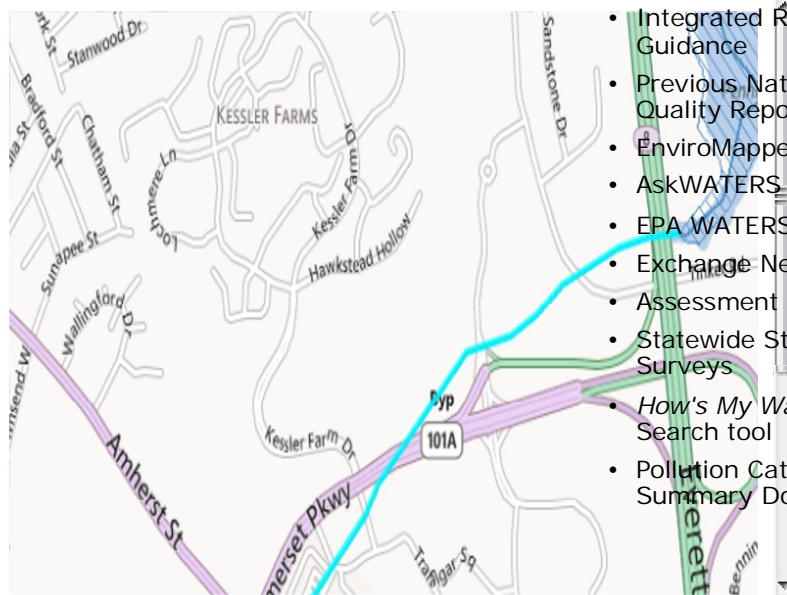 Stanwood Dr
Bradford St
Chatham St
Sunapee St
Wallingford Dr
Lochmere Ln
KESSLER FARMS
Kessler Farm Dr
Hawkstead Hollow
Sandstone Dr
Kessler Farm Dr
Byp
101A
Amherst St
Trafalgar Sq
Everett
• Integrated R
Guidance
• Previous Nat
Quality Repo
• EnviroMappe
• AskWATERS
• EPA WATERS
• Exchange Ne
• Assessment
• Statewide St
Surveys
• How's My Wa
Search tool
• Pollution Cat
Summary Do